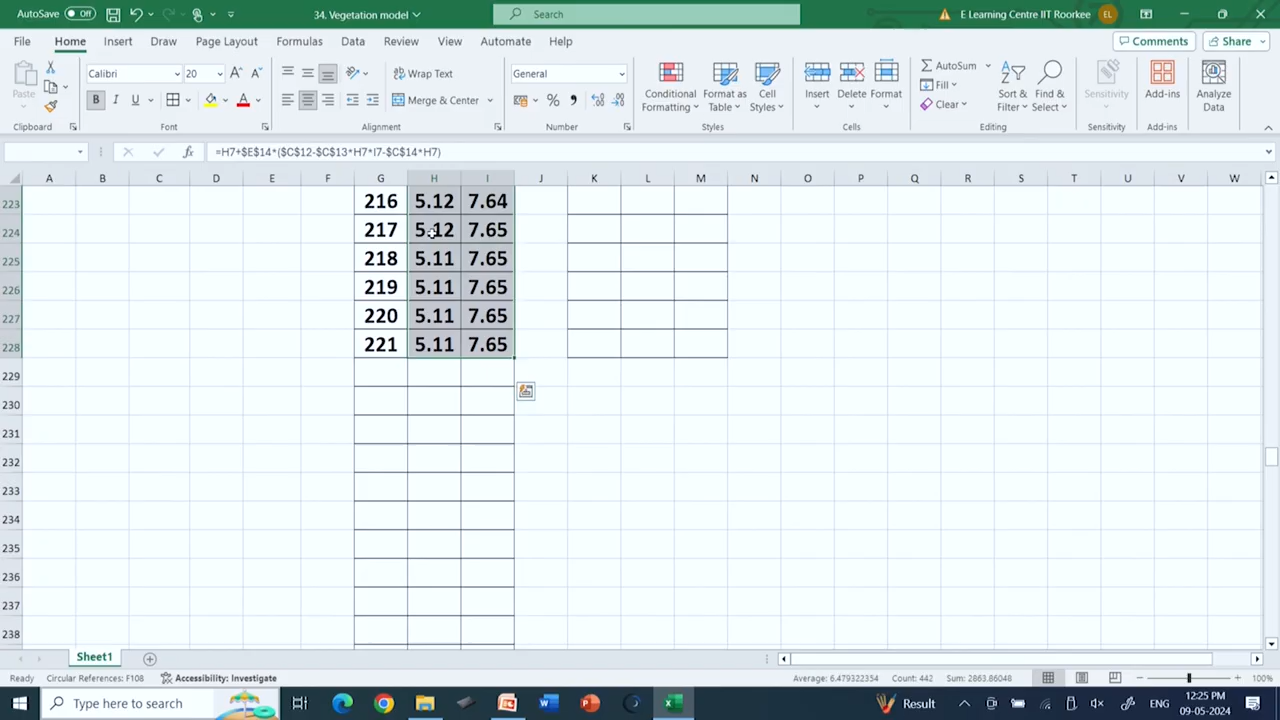 AutoSave Off 34. Vegetation model Search E Learning Centre IIT Roorkee EL
File Home Insert Draw Page Layout Formulas Data Review View Automate Help Comments Share
Paste Calibri 20 Wrap Text General Conditional Formatting Format as Table Cell Styles Insert Delete Format AutoSum Sort & Filter Find & Select Sensitivity Add-ins Analyze Data
B I U A Merge & Center % Fill Clear
Clipboard Font Alignment Number Styles Cells Editing Sensitivity Add-ins
fx =H7+$E$14*($C$12-$C$13*H7*I7-$C$14*H7)
A B C D E F G H I J K L M N O P Q R S T U V W
223 216 5.12 7.64
224 217 5.12 7.65
225 218 5.11 7.65
226 219 5.11 7.65
227 220 5.11 7.65
228 221 5.11 7.65
229
230
231
232
233
234
235
236
237
238
Sheet1
Ready Circular References: F108 Accessibility: Investigate Average: 6.479322354 Count: 442 Sum: 2863.86048 100%
Type here to search Result 12:25 PM
09-05-2024